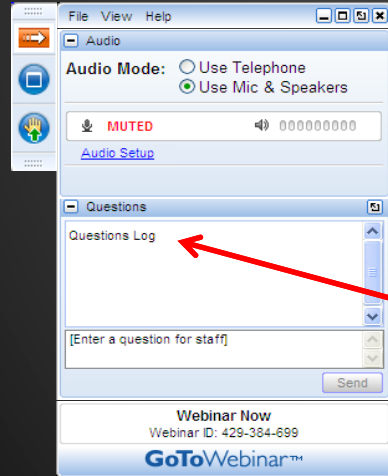 File View Help
Audio
Audio Mode: Use Telephone
Use Mic & Speakers
MUTED 000000000
Audio Setup
Questions
Questions Log
[Enter a question for staff]
Send
Webinar Now
Webinar ID: 429-384-699
GoToWebinar™